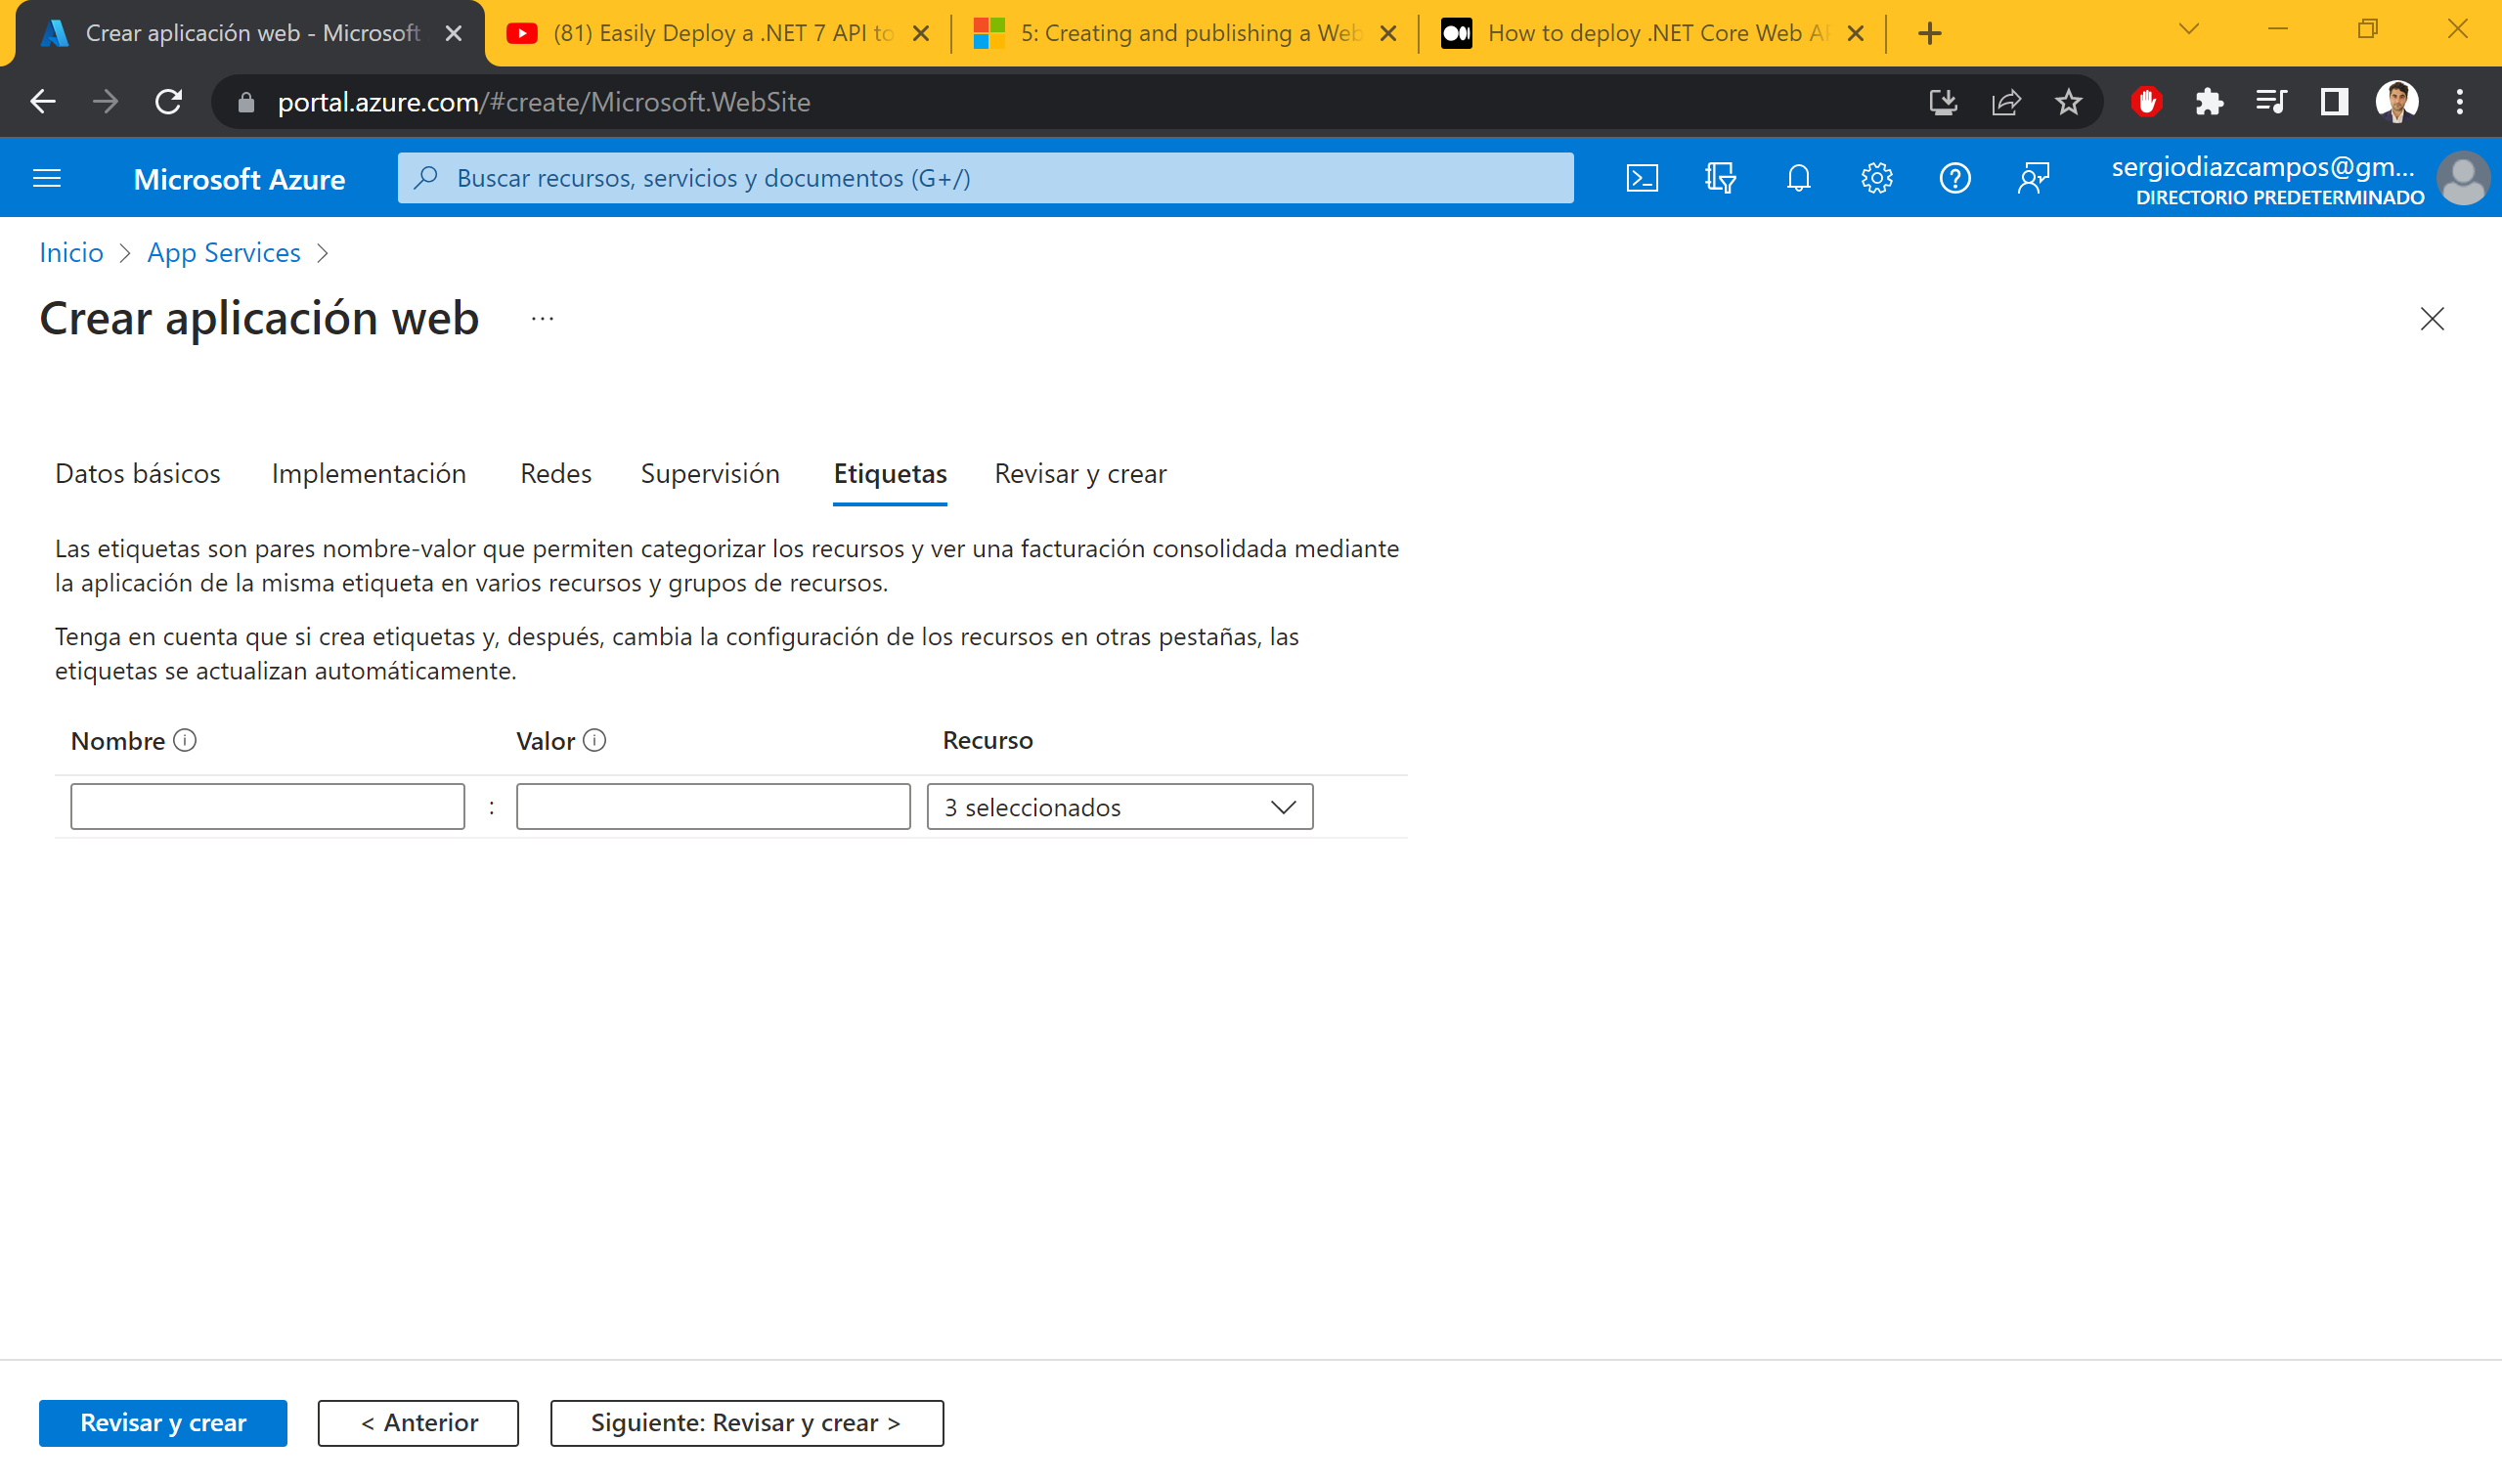 Crear aplicación web - Microsoft
(81) Easily Deploy a .NET 7 API to
5: Creating and publishing a Web
How to deploy .NET Core Web AP
portal.azure.com/#create/Microsoft.WebSite
Microsoft Azure
Buscar recursos, servicios y documentos (G+/)
sergiodiazcampos@gm...
DIRECTORIO PREDETERMINADO
Inicio > App Services >
Crear aplicación web ...
Datos básicos Implementación Redes Supervisión Etiquetas Revisar y crear
Las etiquetas son pares nombre-valor que permiten categorizar los recursos y ver una facturación consolidada mediante
la aplicación de la misma etiqueta en varios recursos y grupos de recursos.
Tenga en cuenta que si crea etiquetas y, después, cambia la configuración de los recursos en otras pestañas, las
etiquetas se actualizan automáticamente.
Nombre Valor Recurso
: 3 seleccionados
Revisar y crear < Anterior Siguiente: Revisar y crear >